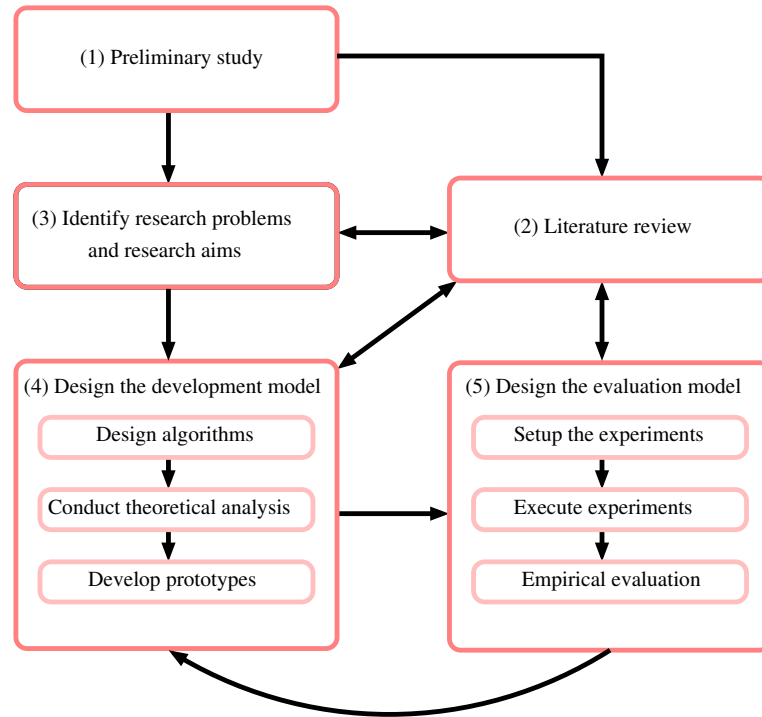 (1) Preliminary study
(3) Identify research problems
and research aims
(2) Literature review
(4) Design the development model
Design algorithms
Conduct theoretical analysis
Develop prototypes
(5) Design the evaluation model
Setup the experiments
Execute experiments
Empirical evaluation